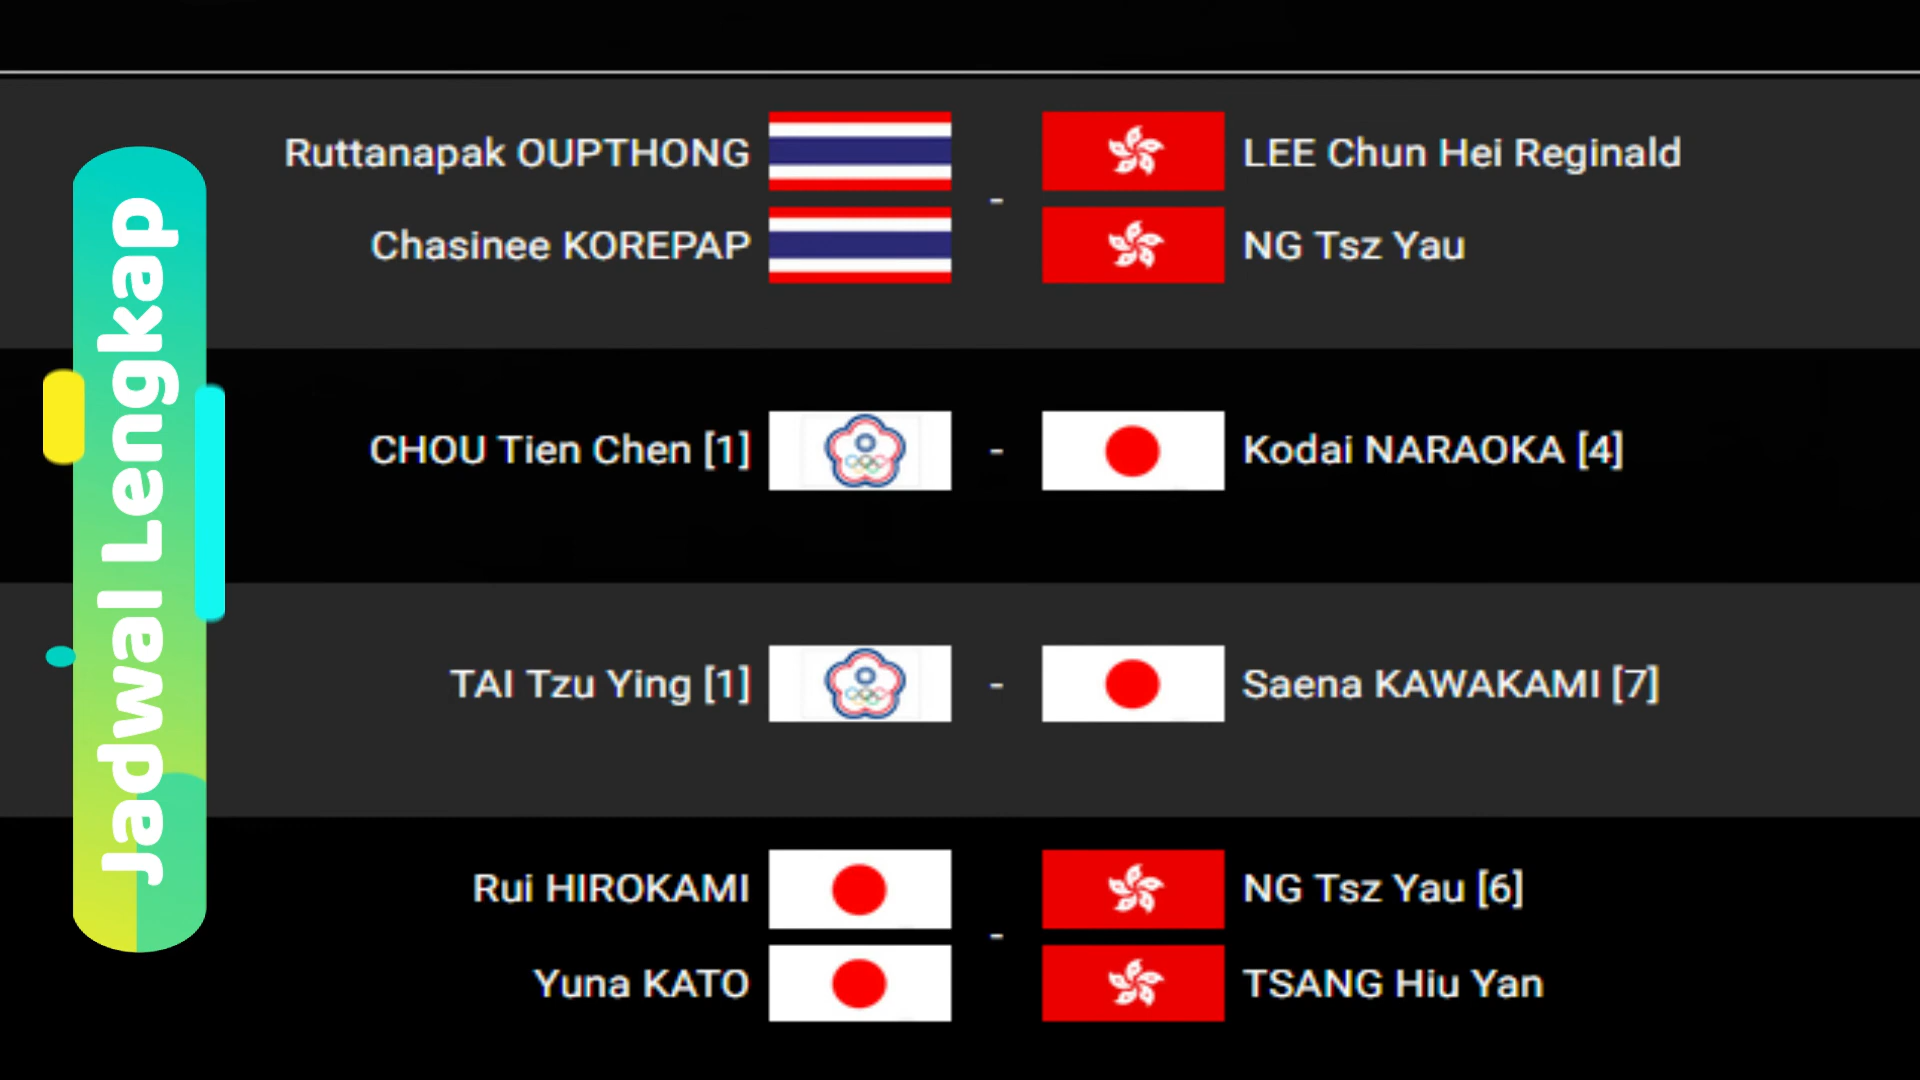 Jadwal Lengkap
Ruttanapak OUPTHONG - LEE Chun Hei Reginald
Chasinee KOREPAP NG Tsz Yau
CHOU Tien Chen [1] - Kodai NARAOKA [4]
TAI Tzu Ying [1] - Saena KAWAKAMI [7]
Rui HIROKAMI - NG Tsz Yau [6]
Yuna KATO TSANG Hiu Yan